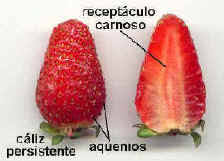 receptáculo
carnoso
cáliz
persistente
aquenios